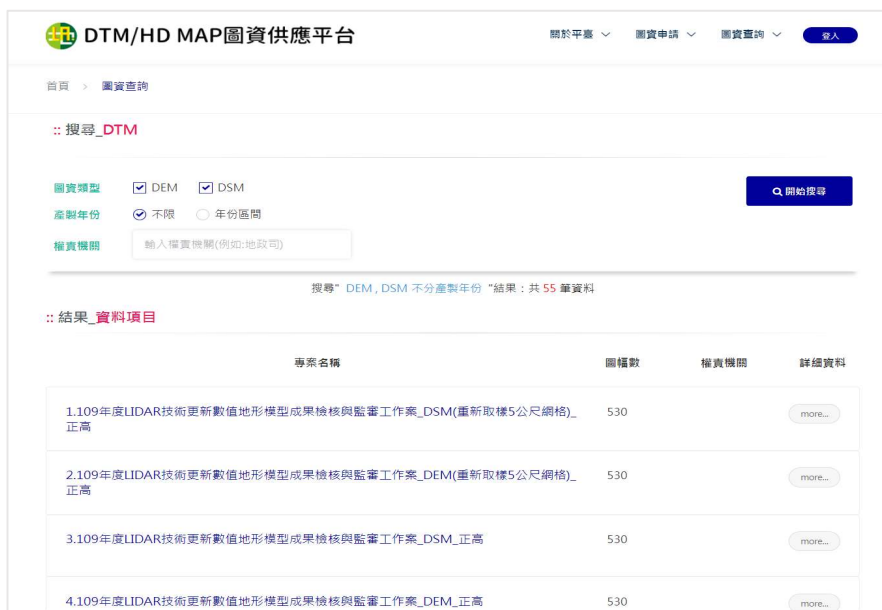 DTM/HD MAP圖資供應平台
關於平臺 圖資申請 圖資查詢 登入
首頁 > 圖資查詢
:: 搜尋_DTM
圖資類型 DEM DSM
開始搜尋
產製年份 不限 年份區間
權責機關 輸入權責機關(例如:地政司)
搜尋" DEM , DSM 不分產製年份 "結果：共 55 筆資料
:: 結果_資料項目
專案名稱 圖幅數 權責機關 詳細資料
1.109年度LIDAR技術更新數值地形模型成果檢核與監審工作案_DSM(重新取樣5公尺網格)_ 530 more...
正高
2.109年度LIDAR技術更新數值地形模型成果檢核與監審工作案_DEM(重新取樣5公尺網格)_ 530 more...
正高
3.109年度LIDAR技術更新數值地形模型成果檢核與監審工作案_DSM_正高 530 more...
4.109年度LIDAR技術更新數值地形模型成果檢核與監審工作案_DEM_正高 530 more...